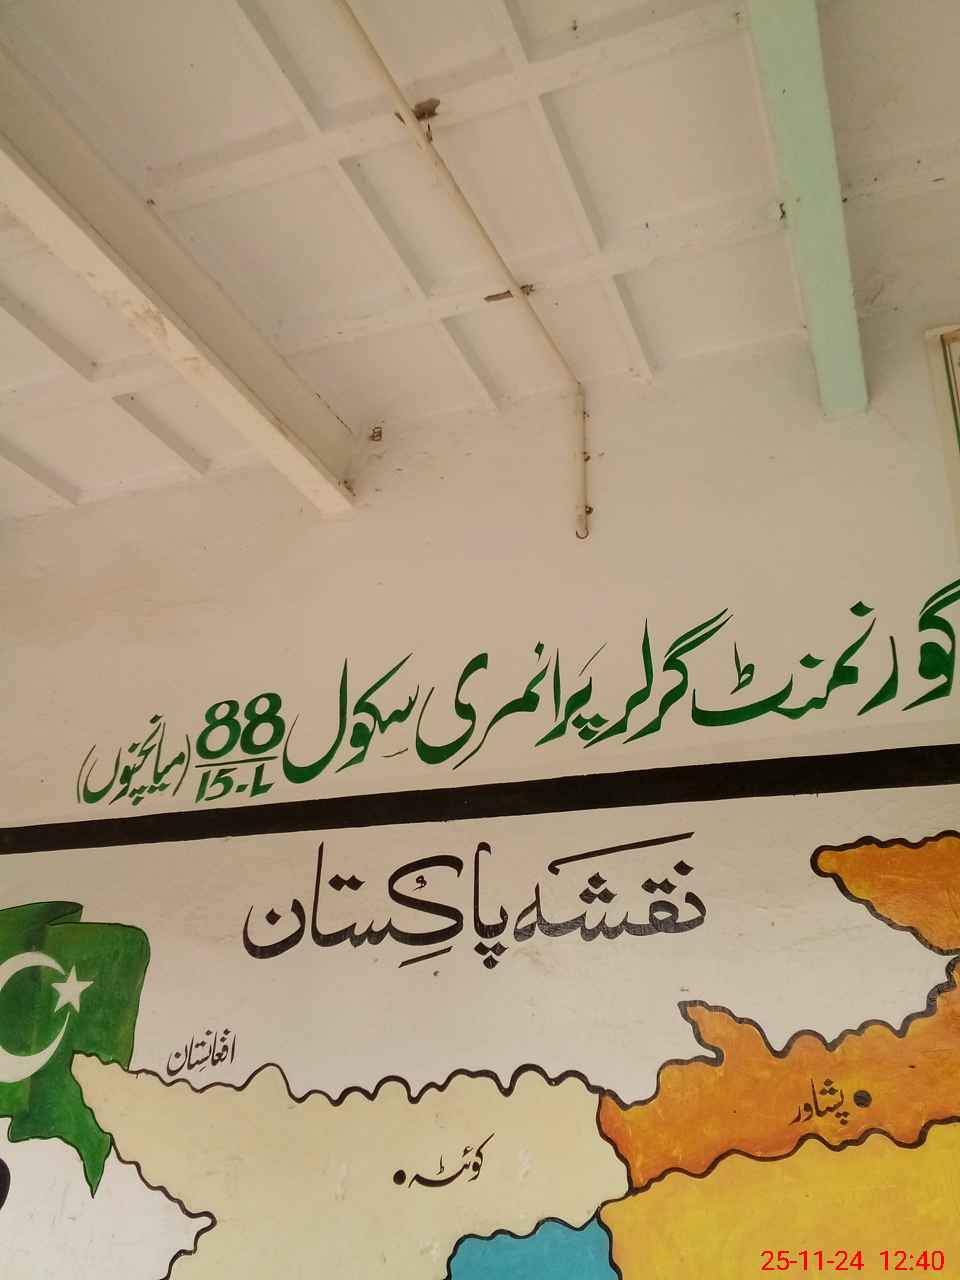 گورنمنٹ گرلز پرائمری سکول 88/15-L (میانچنوں)
نقشہ پاکستان
افغانستان
پشاور
کوئٹہ
25-11-24 12:40